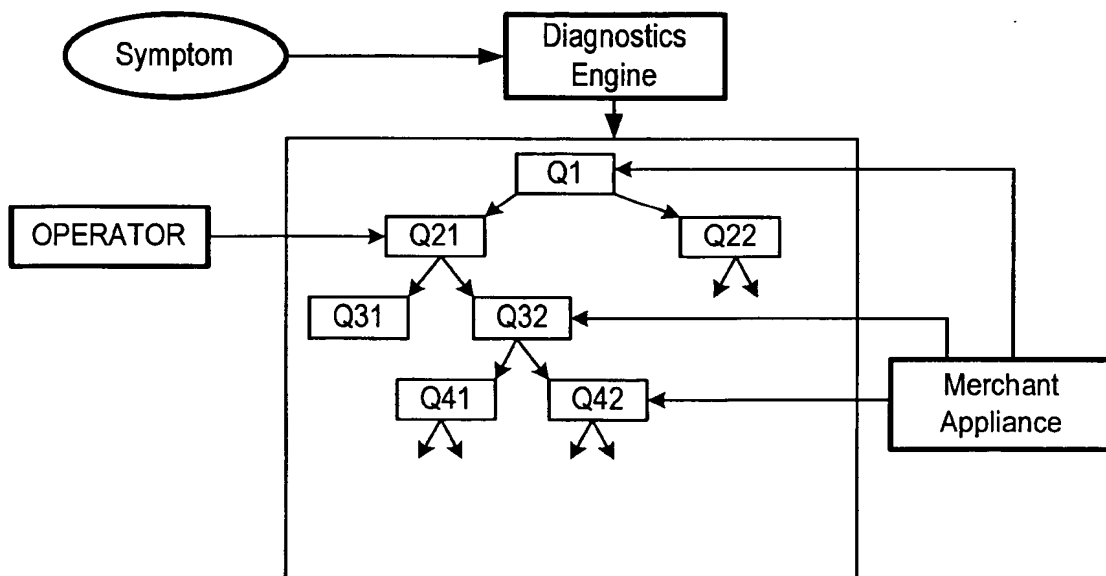 Symptom
Diagnostics
Engine
Q1
OPERATOR
Q21
Q22
Q31
Q32
Q41
Q42
Merchant
Appliance